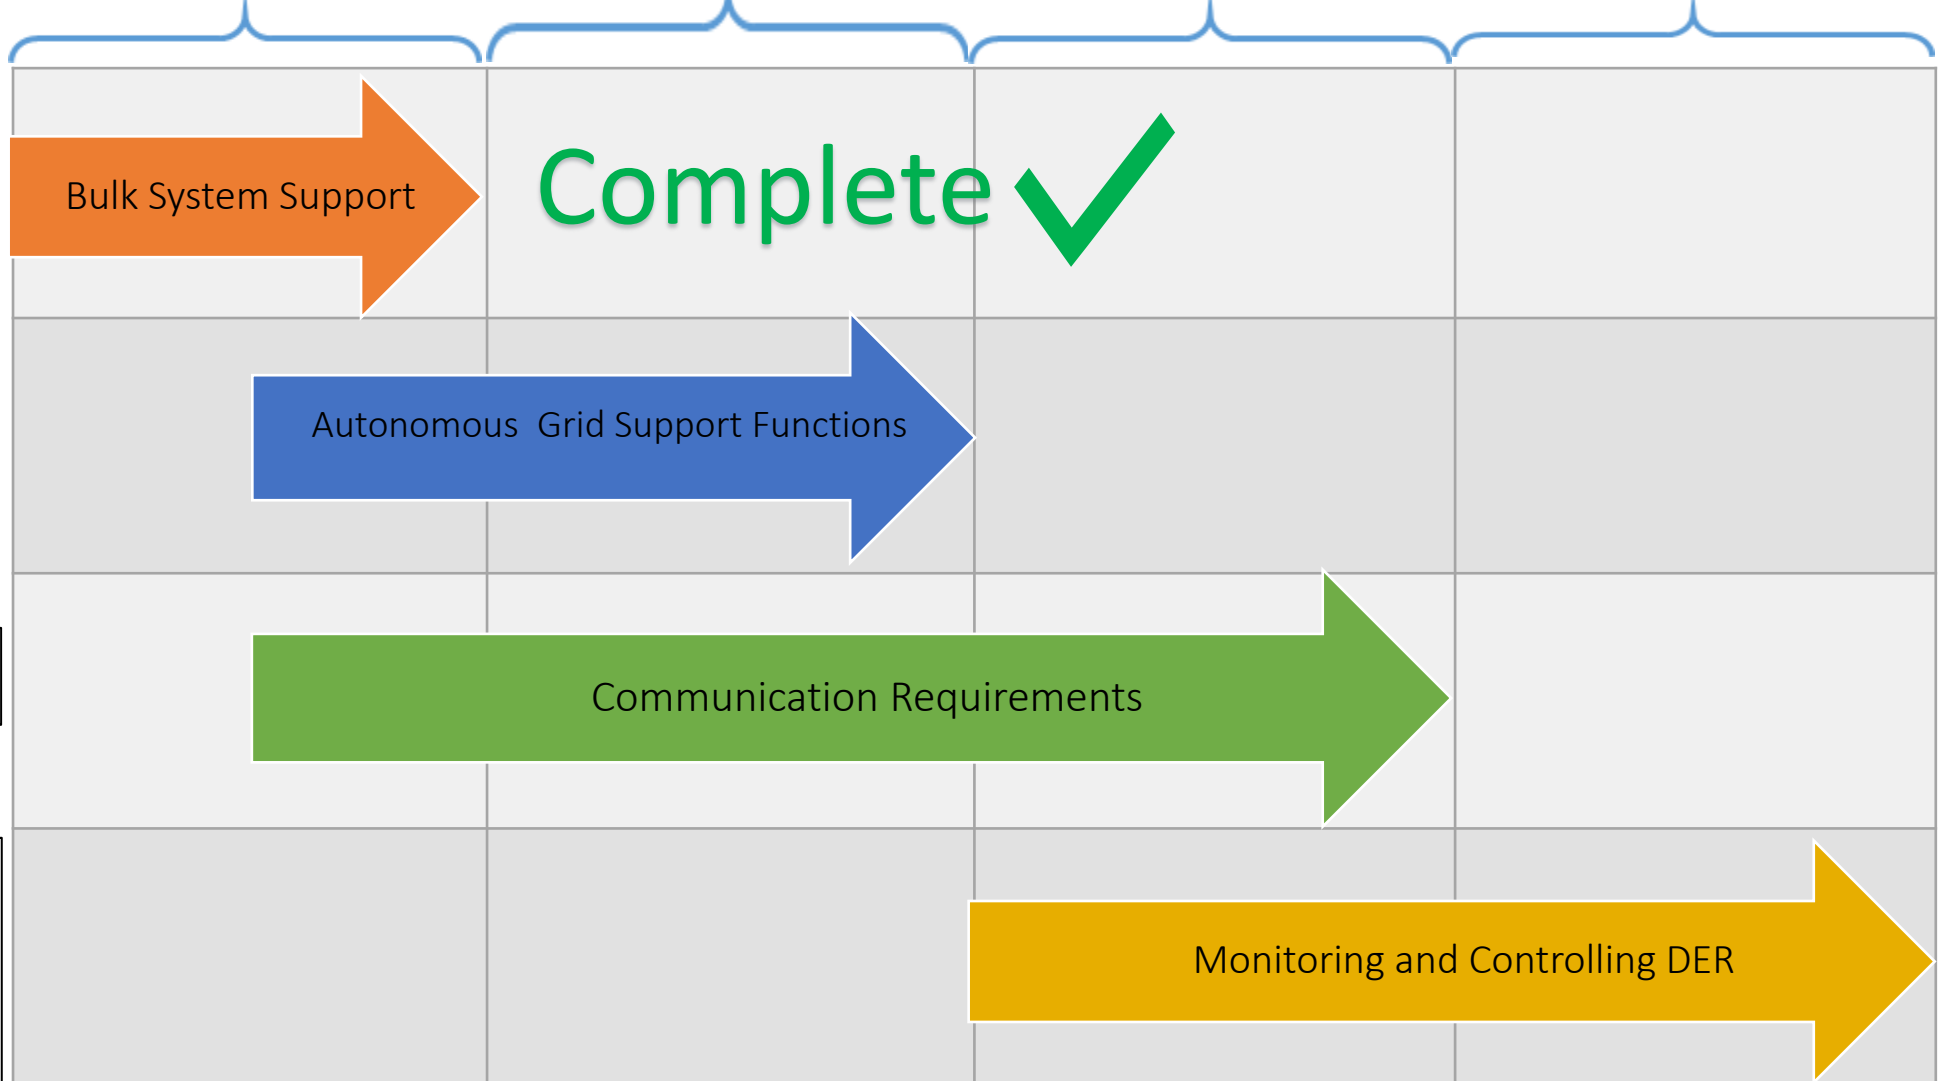 Bulk System Support
Complete
Autonomous  Grid Support Functions
Communication Requirements
Monitoring and Controlling DER